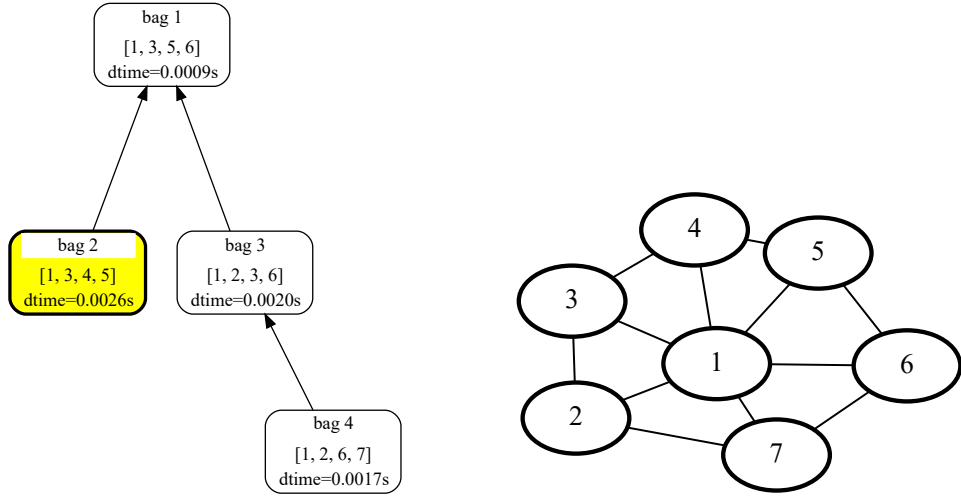 bag 1
[1, 3, 5, 6]
dtime=0.0009s
bag 2
[1, 3, 4, 5]
dtime=0.0026s
bag 3
[1, 2, 3, 6]
dtime=0.0020s
bag 4
[1, 2, 6, 7]
dtime=0.0017s
4
5
3
1
6
2
7